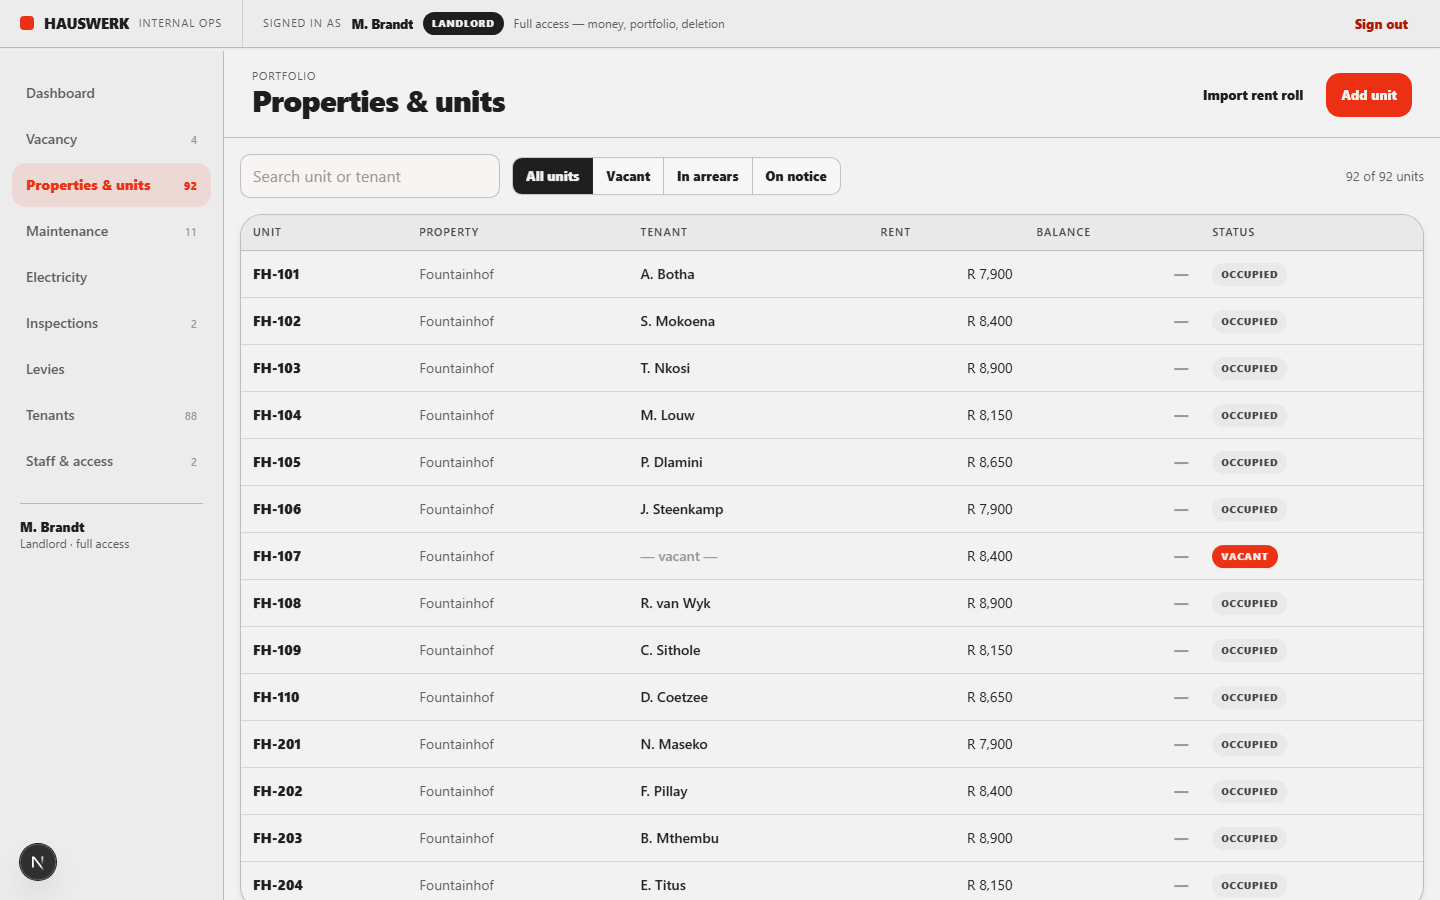 HAUSWERK INTERNAL OPS SIGNED IN AS M. Brandt LANDLORD Full access — money, portfolio, deletion Sign out
Dashboard
Vacancy 4
Properties & units 92
Maintenance 11
Electricity
Inspections 2
Levies
Tenants 88
Staff & access 2
M. Brandt
Landlord · full access
N
PORTFOLIO
Properties & units
Import rent roll Add unit
Search unit or tenant All units Vacant In arrears On notice 92 of 92 units
UNIT PROPERTY TENANT RENT BALANCE STATUS
FH-101 Fountainhof A. Botha R 7,900 — OCCUPIED
FH-102 Fountainhof S. Mokoena R 8,400 — OCCUPIED
FH-103 Fountainhof T. Nkosi R 8,900 — OCCUPIED
FH-104 Fountainhof M. Louw R 8,150 — OCCUPIED
FH-105 Fountainhof P. Dlamini R 8,650 — OCCUPIED
FH-106 Fountainhof J. Steenkamp R 7,900 — OCCUPIED
FH-107 Fountainhof — vacant — R 8,400 — VACANT
FH-108 Fountainhof R. van Wyk R 8,900 — OCCUPIED
FH-109 Fountainhof C. Sithole R 8,150 — OCCUPIED
FH-110 Fountainhof D. Coetzee R 8,650 — OCCUPIED
FH-201 Fountainhof N. Maseko R 7,900 — OCCUPIED
FH-202 Fountainhof F. Pillay R 8,400 — OCCUPIED
FH-203 Fountainhof B. Mthembu R 8,900 — OCCUPIED
FH-204 Fountainhof E. Titus R 8,150 — OCCUPIED